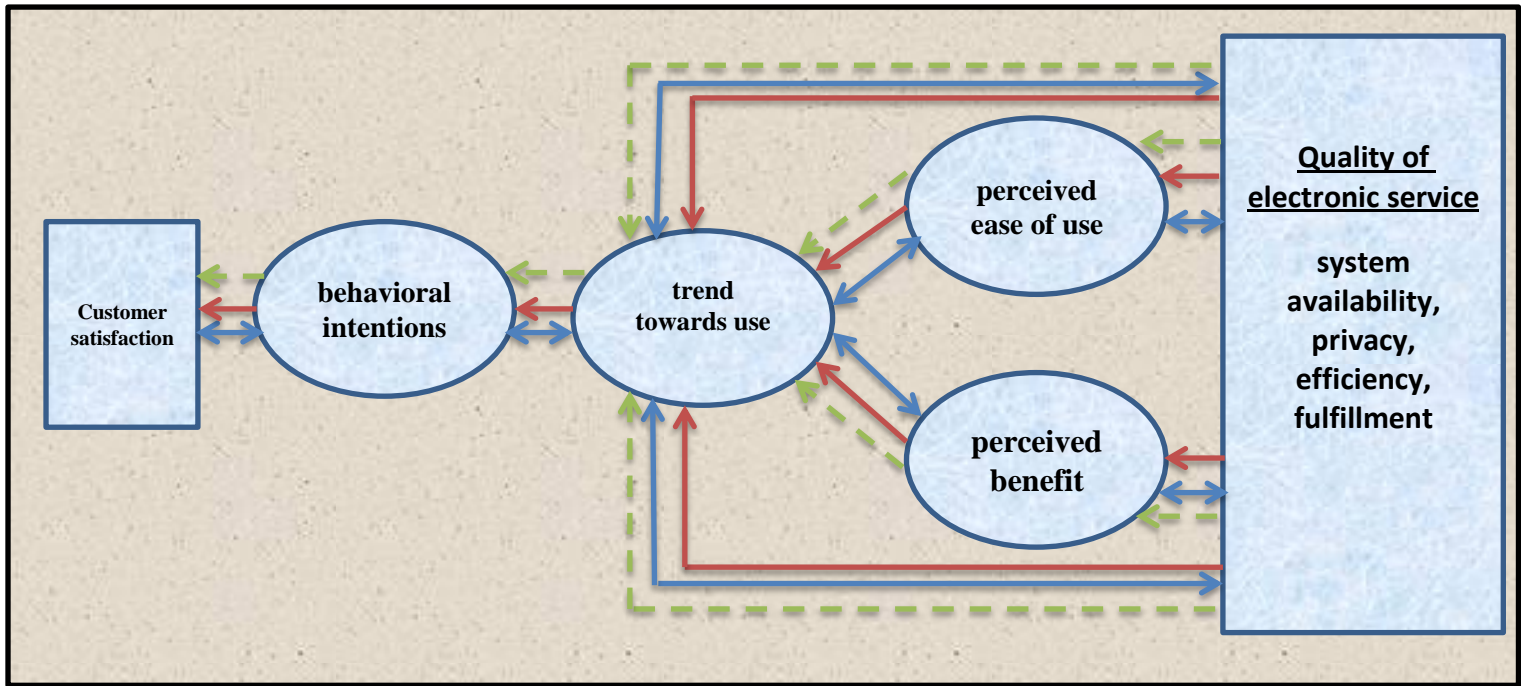 Customer
satisfaction
behavioral
intentions
trend
towards use
perceived
ease of use
perceived
benefit
Quality of
electronic service
system
availability,
privacy,
efficiency,
fulfillment